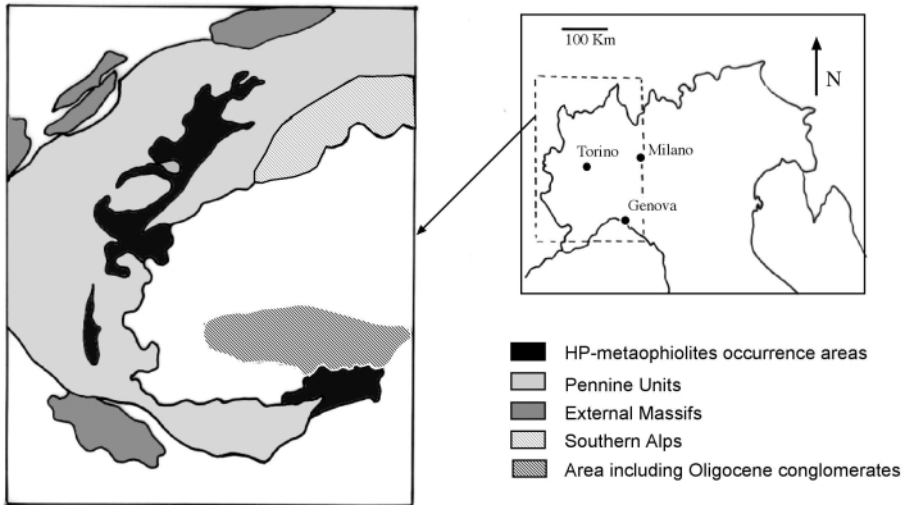 100 Km
N
Torino
Milano
Genova
HP-metaophiolites occurrence areas
Pennine Units
External Massifs
Southern Alps
Area including Oligocene conglomerates